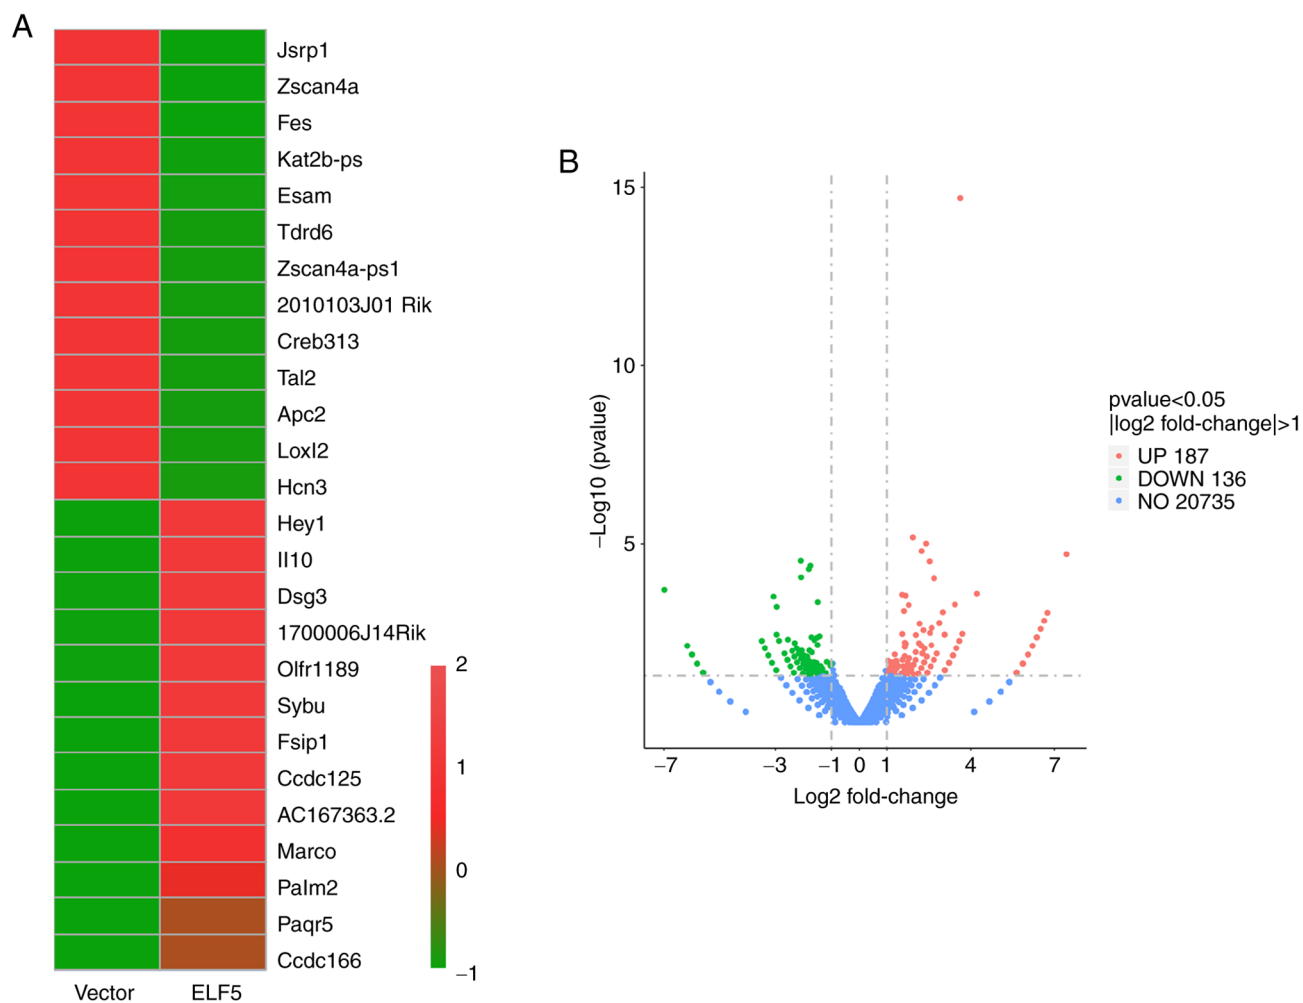 A
Jsrp1
Zscan4a
Fes
Kat2b-ps
Esam
Tdrd6
Zscan4a-ps1
2010103J01 Rik
Creb313
Tal2
Apc2
Loxl2
Hcn3
Hey1
Il10
Dsg3
1700006J14Rik
Olfr1189
Sybu
Fsip1
Ccdc125
AC167363.2
Marco
Palm2
Paqr5
Ccdc166
Vector ELF5
2
1
0
−1
B
−Log10 (pvalue)
15
10
5
−7 −3 −1 0 1 4 7
Log2 fold-change
pvalue<0.05
|log2 fold-change|>1
UP 187
DOWN 136
NO 20735